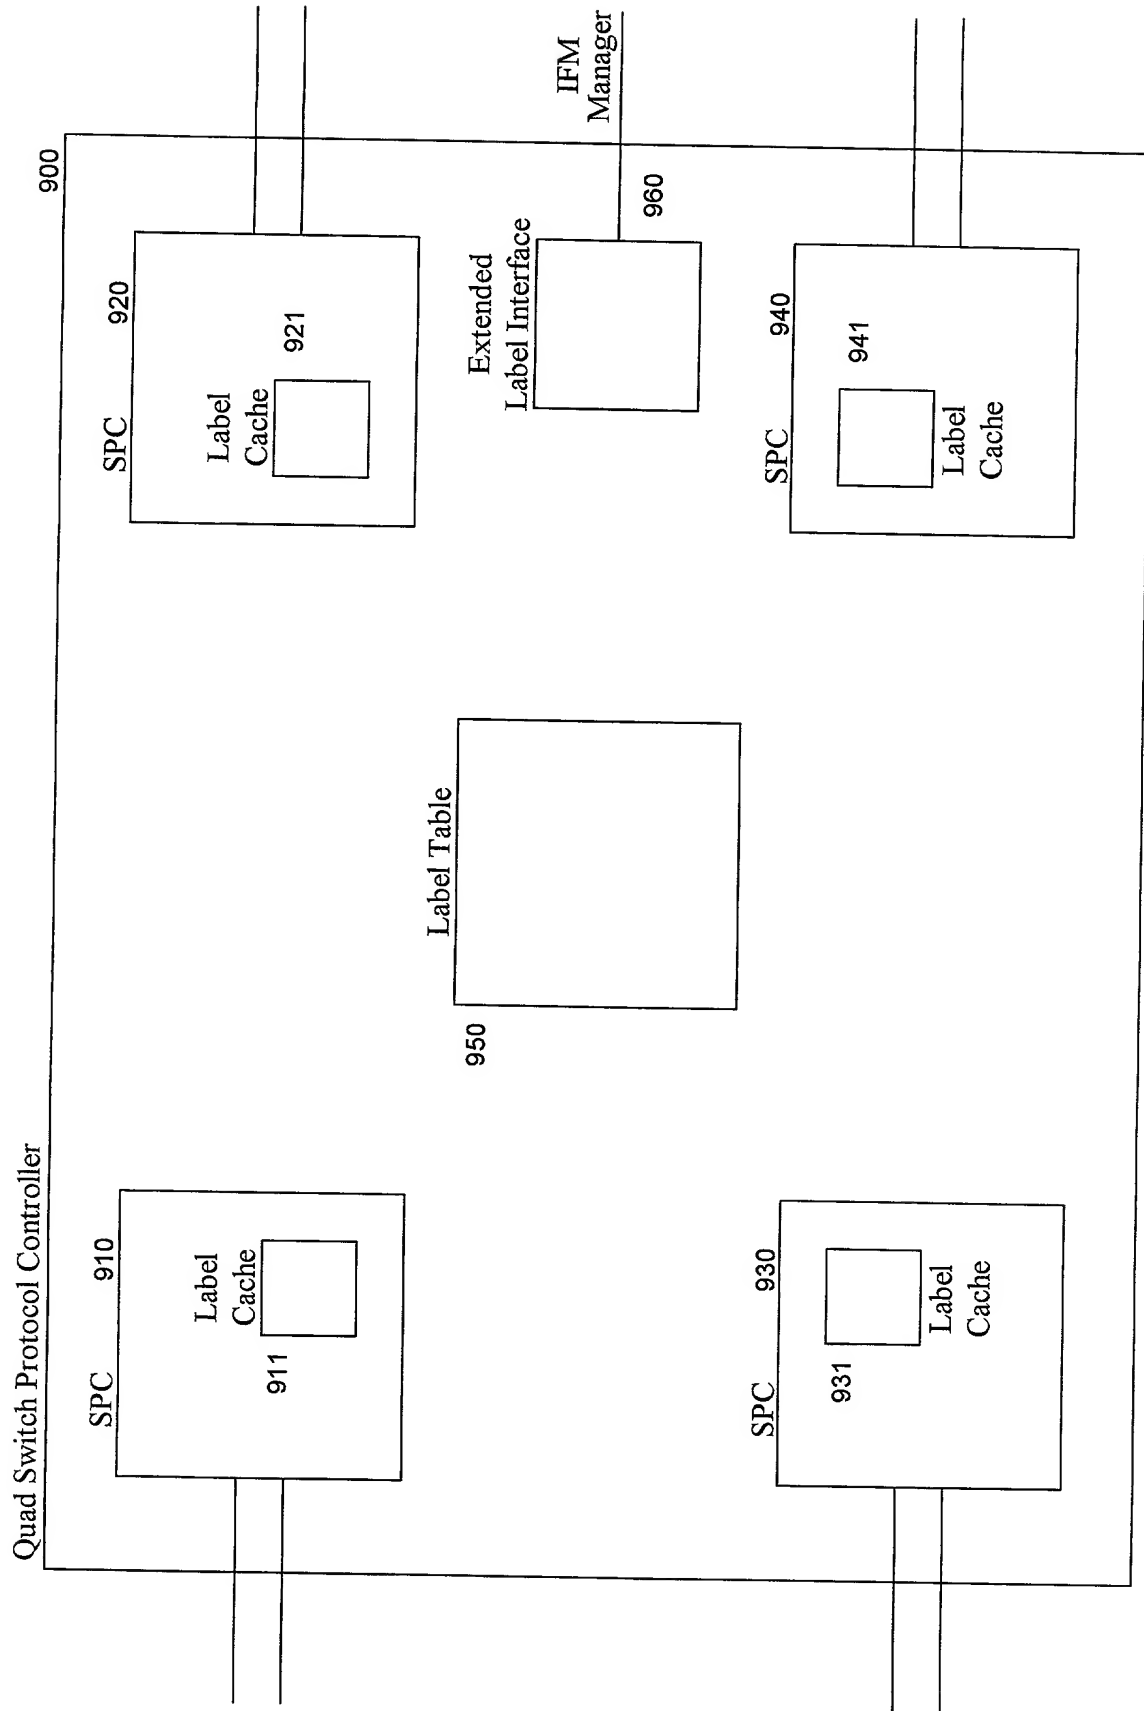 Quad Switch Protocol Controller
900
SPC
910
Label
Cache
911
SPC
920
Label
Cache
921
Label Table
950
Extended
Label Interface
960
IFM
Manager
SPC
930
931
Label
Cache
SPC
940
941
Label
Cache